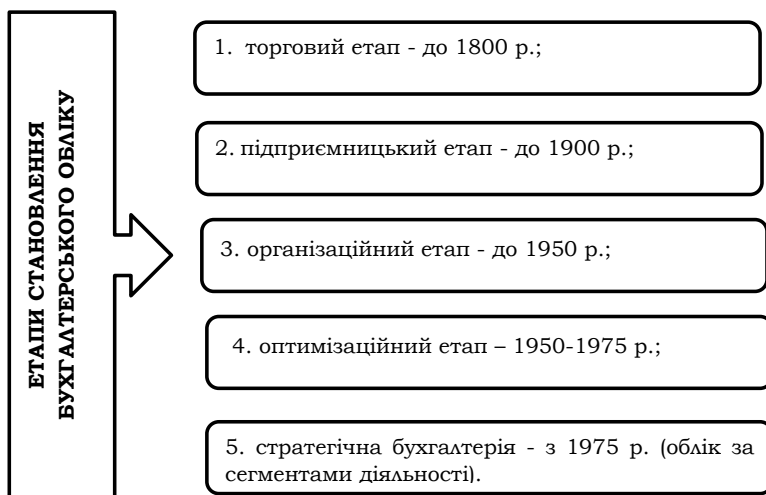 ЕТАПИ СТАНОВЛЕННЯ
БУХГАЛТЕРСЬКОГО ОБЛІКУ
1. торговий етап - до 1800 р.;
2. підприємницький етап - до 1900 р.;
3. організаційний етап - до 1950 р.;
4. оптимізаційний етап – 1950-1975 р.;
5. стратегічна бухгалтерія - з 1975 р. (облік за
сегментами діяльності).